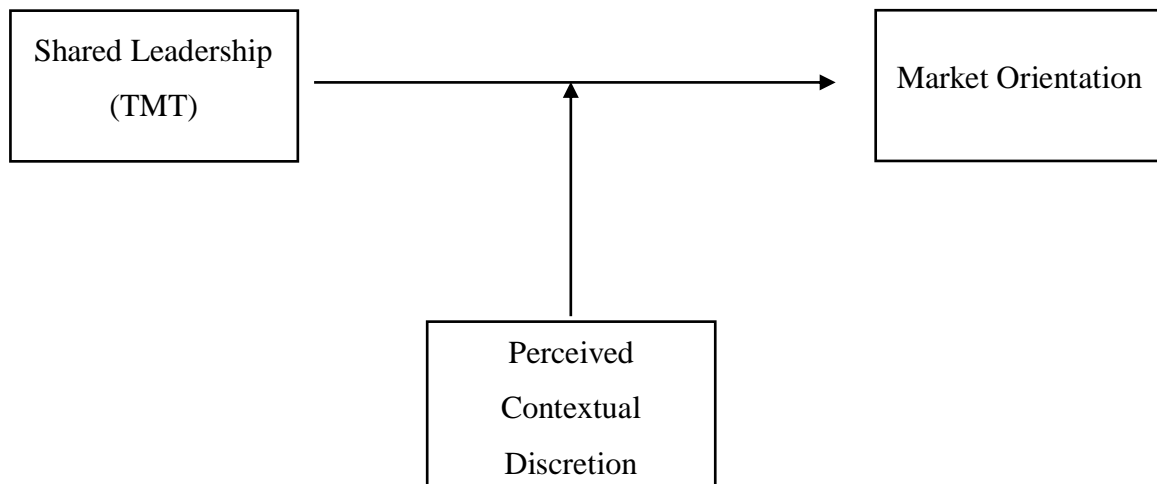 Shared Leadership
(TMT)
Market Orientation
Perceived
Contextual
Discretion